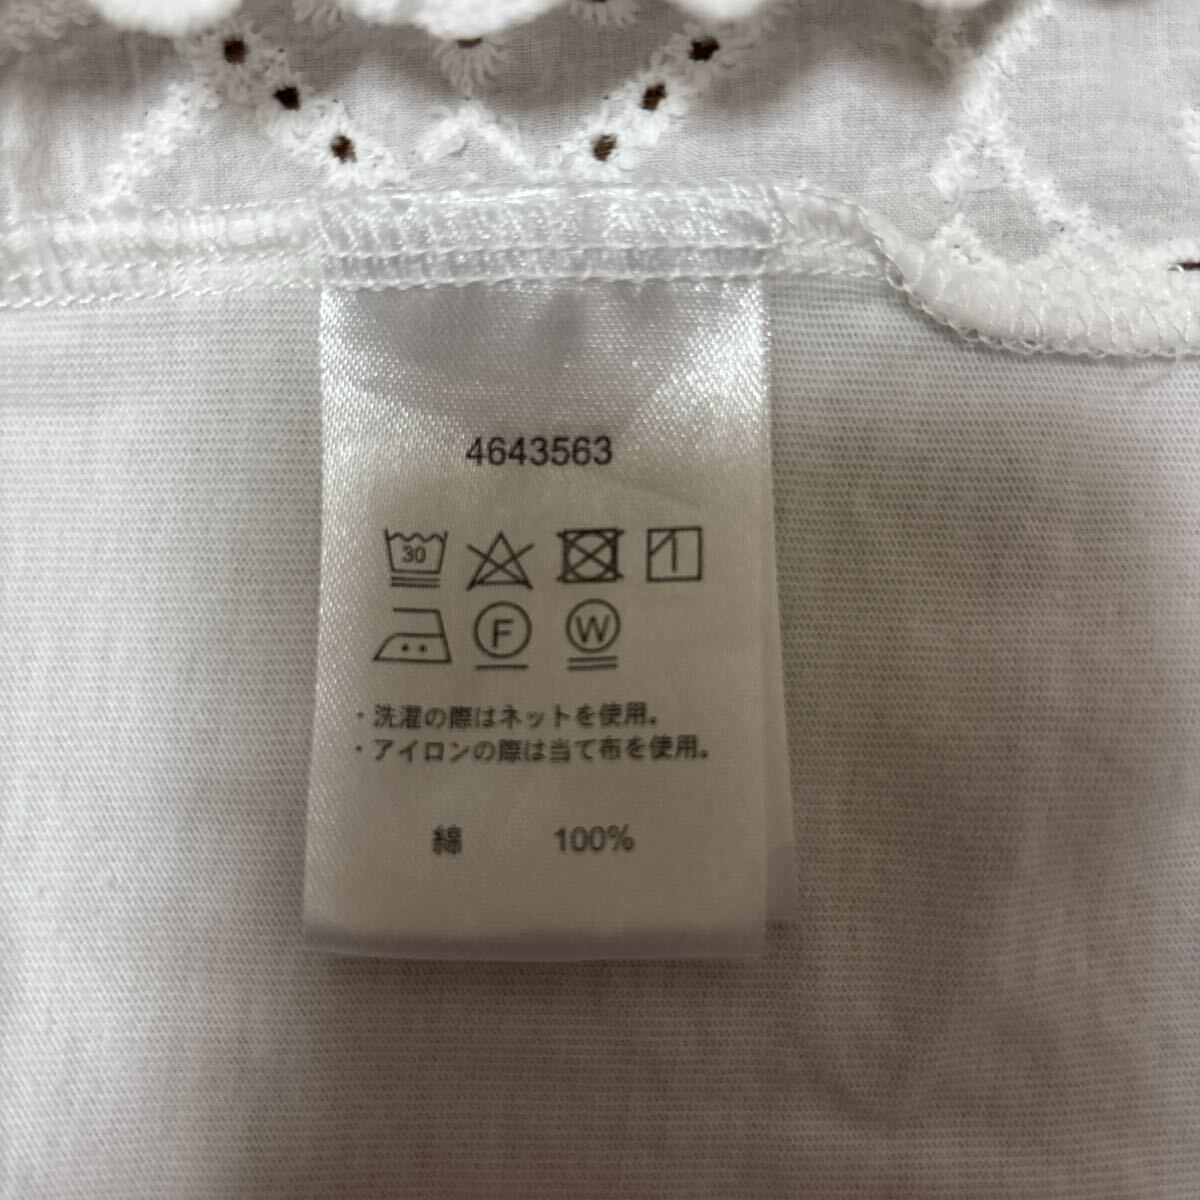 4643563
30
F W
・洗濯の際はネットを使用。
・アイロンの際は当て布を使用。
綿 100%